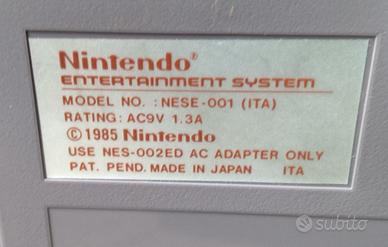 Nintendo®
ENTERTAINMENT SYSTEM
MODEL NO. :NESE-001 (ITA)
RATING: AC9V 1.3A
©1985 Nintendo
USE NES-002ED AC ADAPTER ONLY
PAT. PEND. MADE IN JAPAN ITA
subito